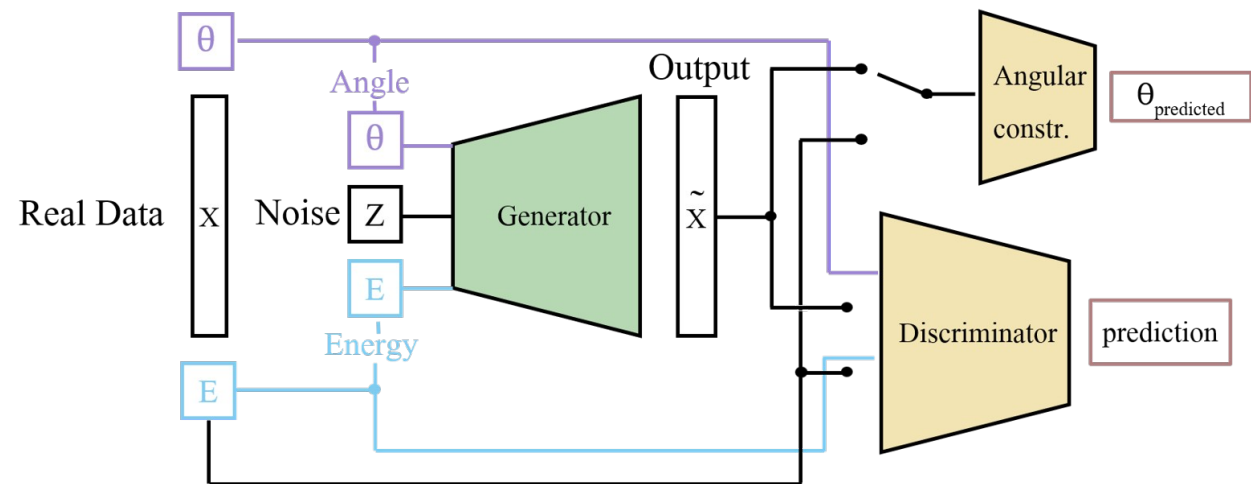 θ
Angle
θ
Output
Angular
constr.
θpredicted
Real Data
X
Noise
Z
Generator
X̃
E
Energy
E
Discriminator
prediction